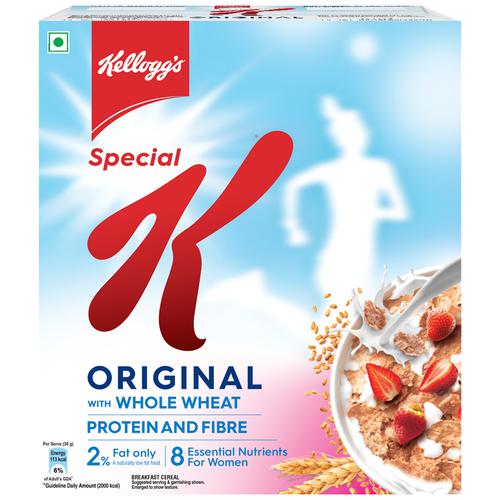 Kellogg's
Special
K®
ORIGINAL
WITH WHOLE WHEAT
PROTEIN AND FIBRE
2% Fat only
A naturally low fat food
8 Essential Nutrients
For Women
Per Serve (30 g)
Energy
113 kcal
6%
of Adult's GDA*
*Guideline Daily Amount (2000 kcal)
BREAKFAST CEREAL
Suggested serving & garnishing shown.
Enlarged to show texture.